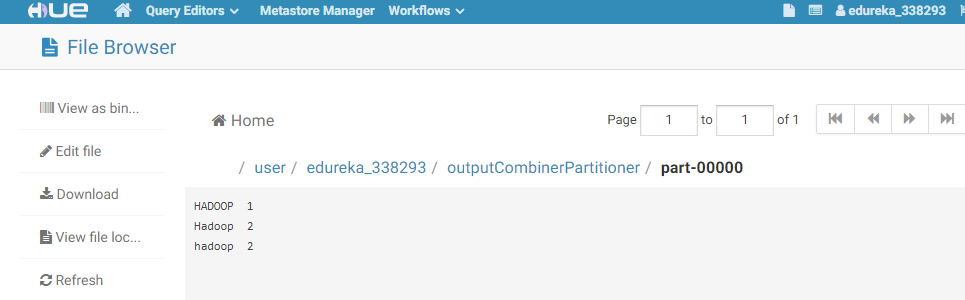 HUE Query Editors Metastore Manager Workflows edureka_338293
File Browser
View as bin...
Edit file
Download
View file loc...
Refresh
Home
Page 1 to 1 of 1
/ user / edureka_338293 / outputCombinerPartitioner / part-00000
HADOOP 1
Hadoop 2
hadoop 2